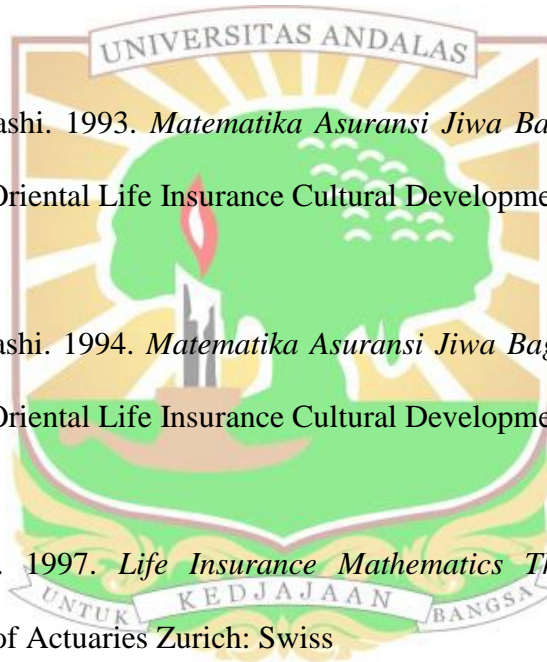 UNIVERSITAS ANDALAS
ashi. 1993. Matematika Asuransi Jiwa Ba
Oriental Life Insurance Cultural Developme
ashi. 1994. Matematika Asuransi Jiwa Bag
Oriental Life Insurance Cultural Developme
. 1997. Life Insurance Mathematics Th
UNTUK KEDJAJAAN BANGSA
of Actuaries Zurich: Swiss